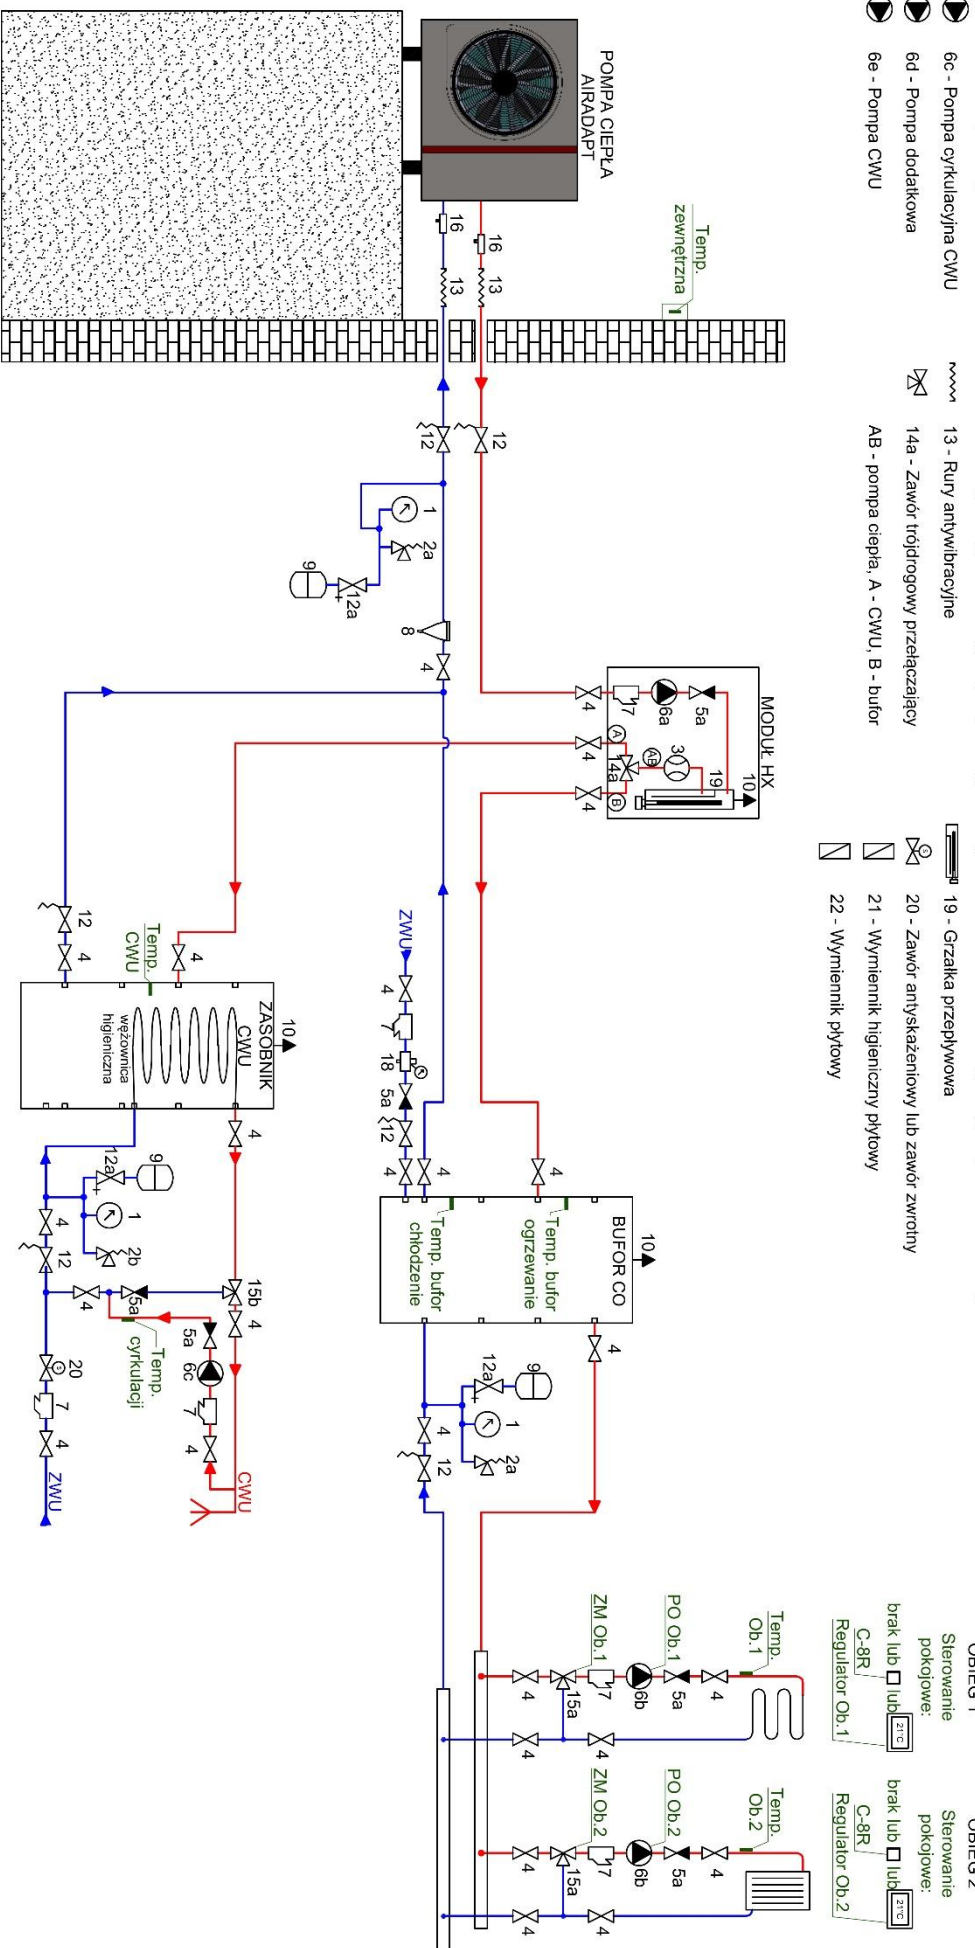 6c - Pompa cyrkulacyjna CWU
6d - Pompa dodatkowa
6e - Pompa CWU
13 - Rury antywibracyjne
14a - Zawór trójdrogowy przełączający
AB - pompa ciepła, A - CWU, B - bufor
19 - Grzałka przepływowa
S
20 - Zawór antyskażeniowy lub zawór zwrotny
21 - Wymiennik higieniczny płytowy
22 - Wymiennik płytowy
POMPA CIEPŁA
AIRADAPT
Temp.
zewnętrzna
16
13
16
13
12
12
1
2a
9
12a
8
4
MODUŁ HX
4
17
6a
5a
4
A
14a
AB
3
19
10
B
4
12
4
Temp.
CWU
4
10
ZASOBNIK
CWU
wężownica
higieniczna
ZWU
4
7
18
5a
12
4
4
4
10
BUFOR CO
Temp. bufor
ogrzewanie
Temp. bufor
chłodzenie
4
12a
9
1
2b
4
12
4
5a
15b
4
5a
6c
7
4
Temp.
cyrkulacji
20
S
7
4
ZWU
CWU
4
12a
9
1
2a
4
12
OBIEG 1
Sterowanie
pokojowe:
brak lub
lub
C-8R
Regulator Ob.1
21°C
Temp.
Ob.1
PO Ob.1
ZM Ob.1
4
15a
17
6b
5a
4
4
4
OBIEG 2
Sterowanie
pokojowe:
brak lub
lub
C-8R
Regulator Ob.2
21°C
Temp.
Ob.2
PO Ob.2
ZM Ob.2
4
15a
17
6b
5a
4
4
4